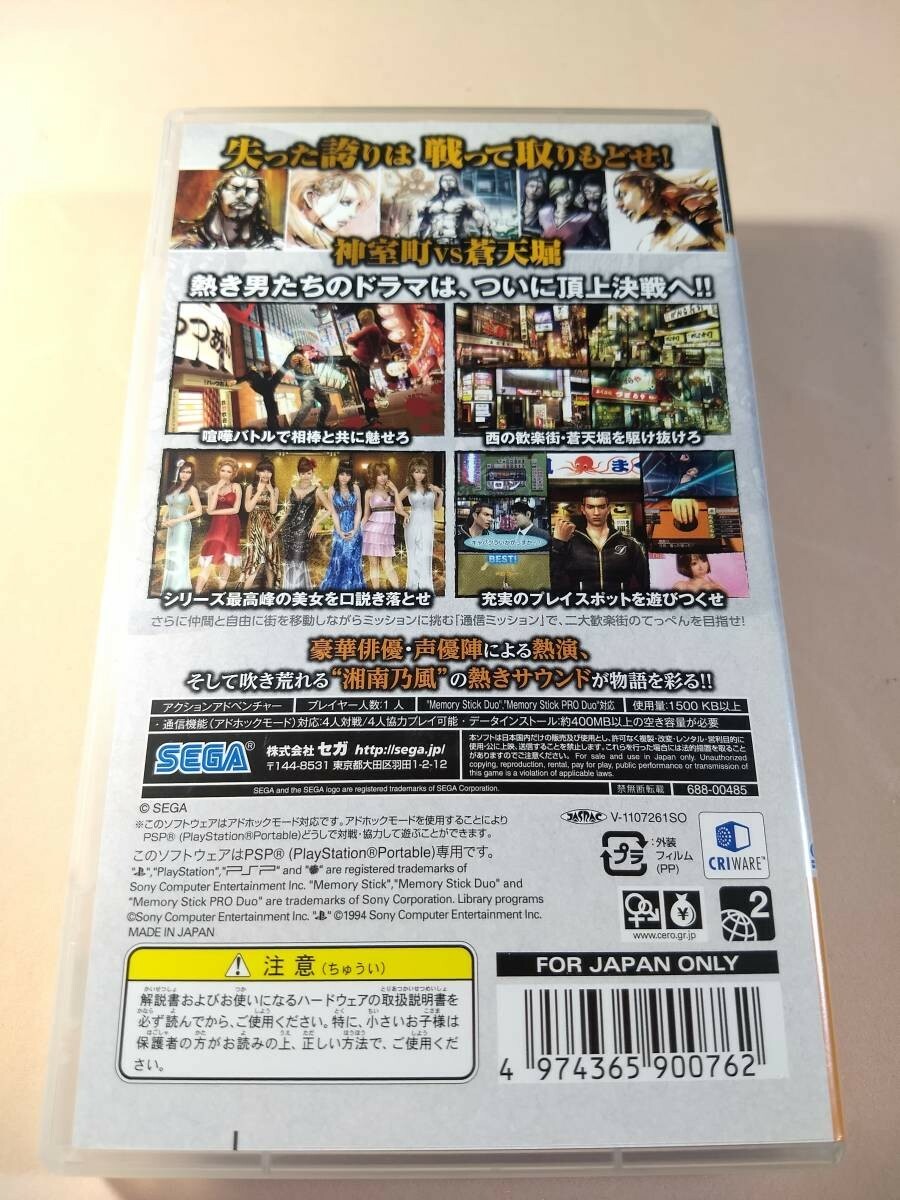 失った誇りは 戦って取りもどせ!
神室町VS蒼天堀
熱き男たちのドラマは、ついに頂上決戦へ!!
喧嘩バトルで相棒と共に魅せろ
西の歓楽街・蒼天堀を駆け抜けろ
BEST!
シリーズ最高峰の美女を口説き落とせ
充実のプレイスポットを遊びつくせ
さらに仲間と自由に街を移動しながらミッションに挑む「通信ミッション」で、二大歓楽街のてっぺんを目指せ!
豪華俳優・声優陣による熱演、
そして吹き荒れる“湘南乃風”の熱きサウンドが物語を彩る!!
アクションアドベンチャー プレイヤー人数:1人 "Memory Stick Duo","Memory Stick PRO Duo"対応 使用量:1500 KB以上
・通信機能(アドホックモード)対応:4人対戦/4人協力プレイ可能・データインストール:約400MB以上の空き容量が必要
SEGA® 株式会社 セガ http://sega.jp/
〒144-8531 東京都大田区羽田1-2-12
本ソフトは日本国内だけの販売及び使用とし、許可なく複製・改変・レンタル・営利目的に
使用・公に上映、送信することを禁止します。これらを行った場合には法的措置を取ること
がありますのでご注意ください。 For sale and use in Japan only. Unauthorized
copying, reproduction, rental, pay for play, public performance or transmission of
this game is a violation of applicable laws.
SEGA and the SEGA logo are registered trademarks of SEGA Corporation.
禁無断転載 688-00485
© SEGA
※このソフトウェアはアドホックモード対応です。アドホックモードを使用することにより
PSP® (PlayStation®Portable)どうしで対戦・協力して遊ぶことができます。
このソフトウェアはPSP® (PlayStation®Portable)専用です。
" ","PlayStation","PSP" and " " are registered trademarks of
Sony Computer Entertainment Inc. "Memory Stick","Memory Stick Duo" and
"Memory Stick PRO Duo" are trademarks of Sony Corporation. Library programs
©Sony Computer Entertainment Inc. " " ©1994 Sony Computer Entertainment Inc.
MADE IN JAPAN
JASRAC V-1107261SO
プラ :外装
フィルム
(PP)
CRIWARE™
www.cero.gr.jp
2
注意(ちゅうい)
解説書およびお使いになるハードウェアの取扱説明書を
必ず読んでから、ご使用ください。特に、小さいお子様は
保護者の方がお読みの上、正しい方法で、ご使用くだ
さい。
FOR JAPAN ONLY
4 974365 900762